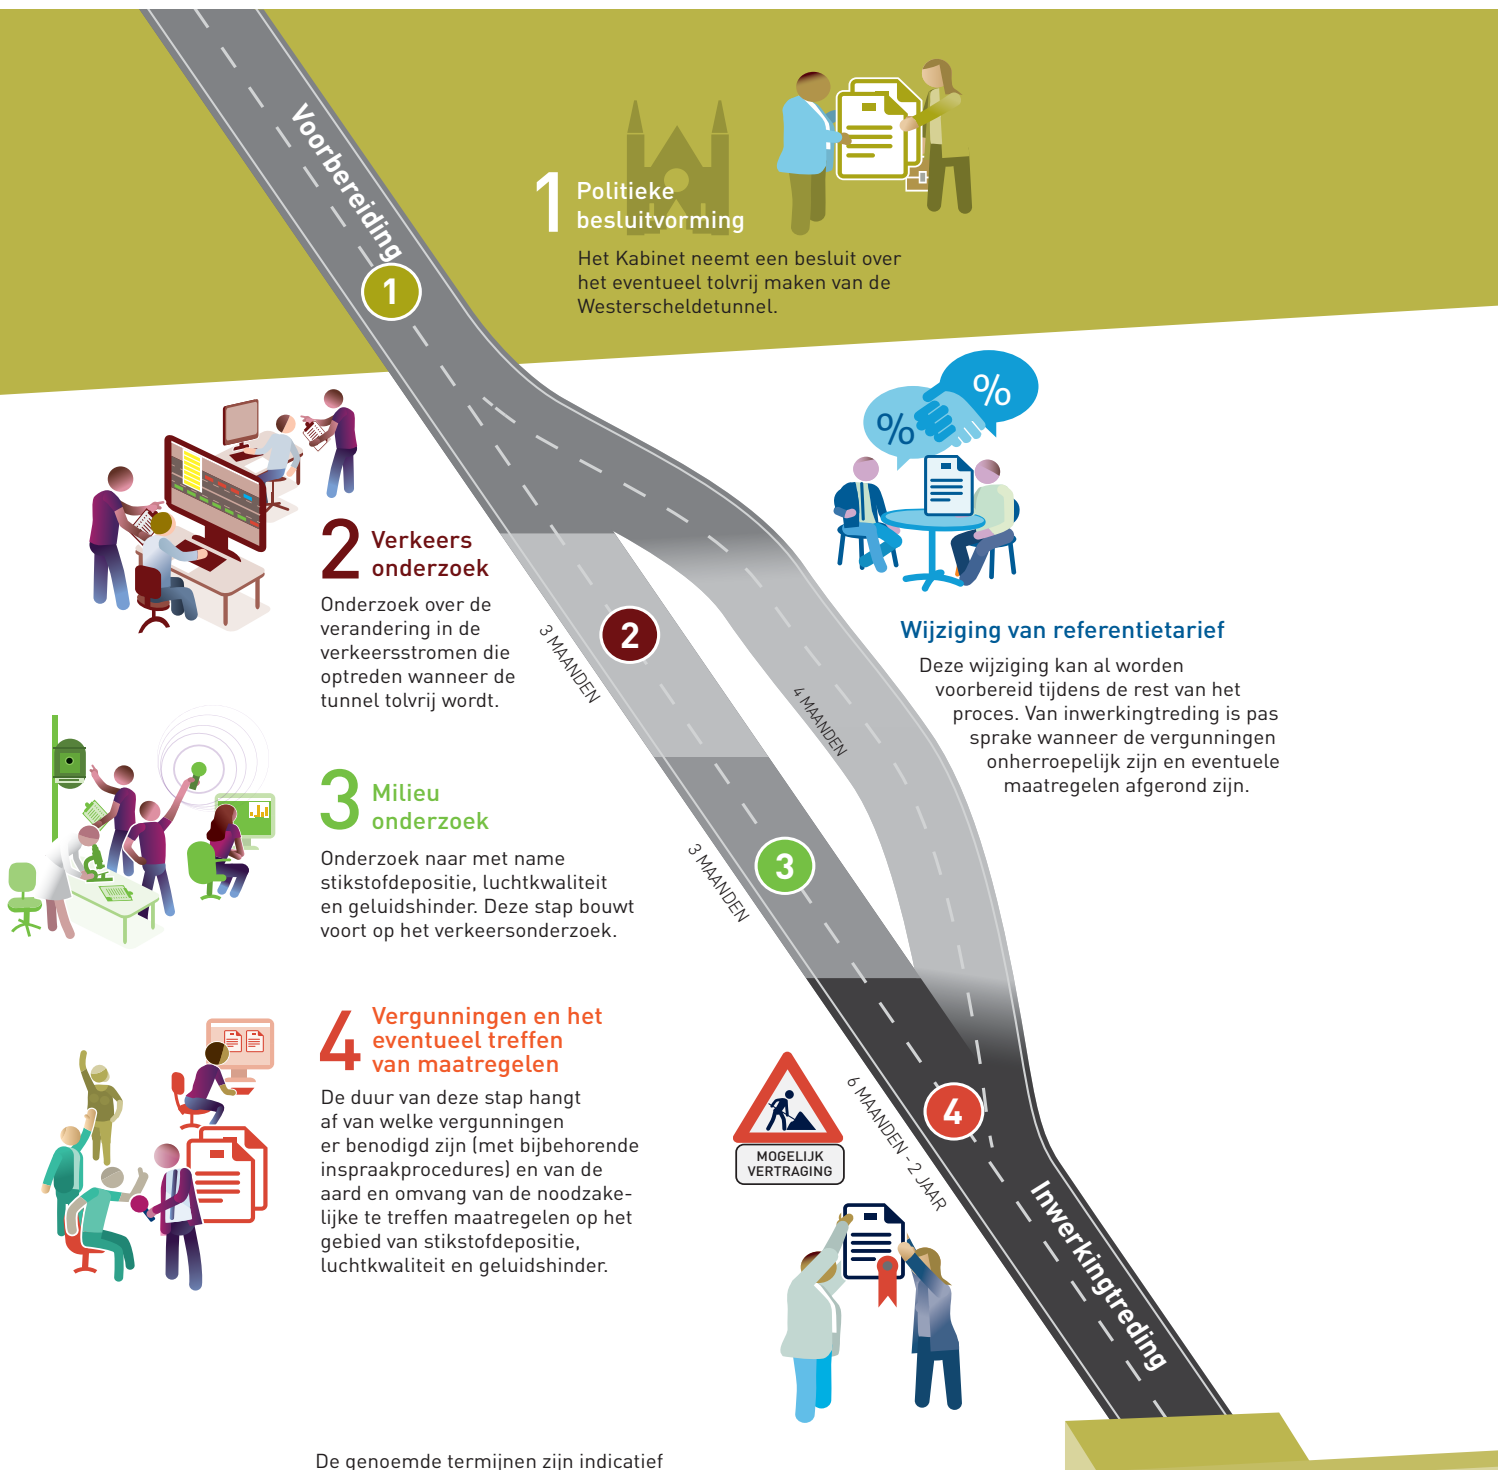 Voorbereiding
1
1
Politieke
besluitvorming
Het Kabinet neemt een besluit over
het eventueel tolvrij maken van de
Westerscheldetunnel.
%
%
2
Verkeers
onderzoek
Onderzoek over de
verandering in de
verkeersstromen die
optreden wanneer de
tunnel tolvrij wordt.
3 MAANDEN
2
4 MAANDEN
Wijziging van referentietarief
Deze wijziging kan al worden
voorbereid tijdens de rest van het
proces. Van inwerkingtreding is pas
sprake wanneer de vergunningen
onherroepelijk zijn en eventuele
maatregelen afgerond zijn.
3
Milieu
onderzoek
Onderzoek naar met name
stikstofdepositie, luchtkwaliteit
en geluidshinder. Deze stap bouwt
voort op het verkeersonderzoek.
3 MAANDEN
3
4
Vergunningen en het
eventueel treffen
van maatregelen
De duur van deze stap hangt
af van welke vergunningen
er benodigd zijn (met bijbehorende
inspraakprocedures) en van de
aard en omvang van de noodzake-
lijke te treffen maatregelen op het
gebied van stikstofdepositie,
luchtkwaliteit en geluidshinder.
MOGELIJK
VERTRAGING
6 MAANDEN - 2 JAAR
4
Inwerkingtreding
De genoemde termijnen zijn indicatief